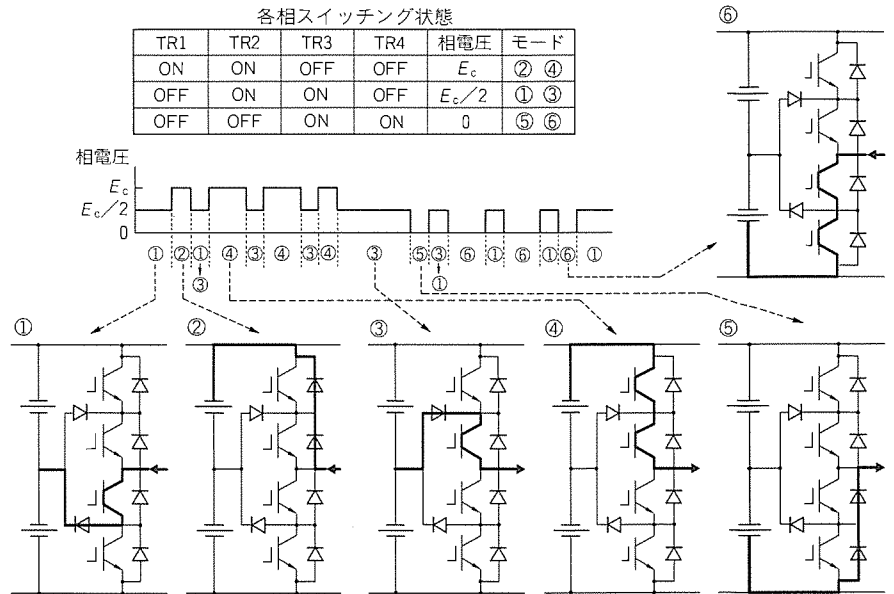 各相スイッチング状態
TR1 TR2 TR3 TR4 相電圧 モード
ON ON OFF OFF Ec ② ④
OFF ON ON OFF Ec/2 ① ③
OFF OFF ON ON 0 ⑤ ⑥
⑥
相電圧
Ec
Ec/2
0
① ② ① ④ ③ ④ ③ ④ ③ ⑤ ③ ⑥ ① ⑥ ① ⑥ ①
③ ①
① ② ③ ④ ⑤